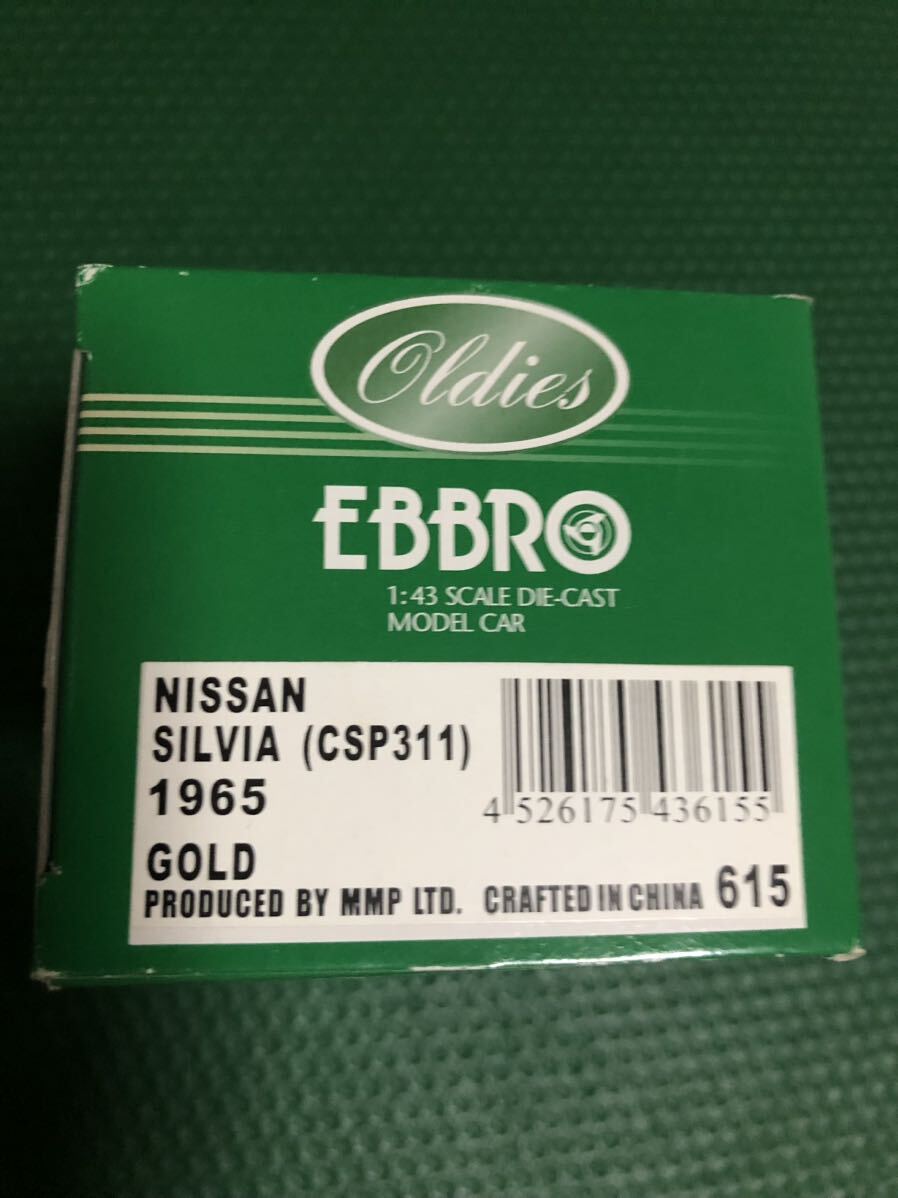 Oldies
EBBRO
1:43 SCALE DIE-CAST
MODEL CAR
NISSAN
SILVIA (CSP311)
1965
4 526175 436155
GOLD
PRODUCED BY MMP LTD. CRAFTED IN CHINA 615